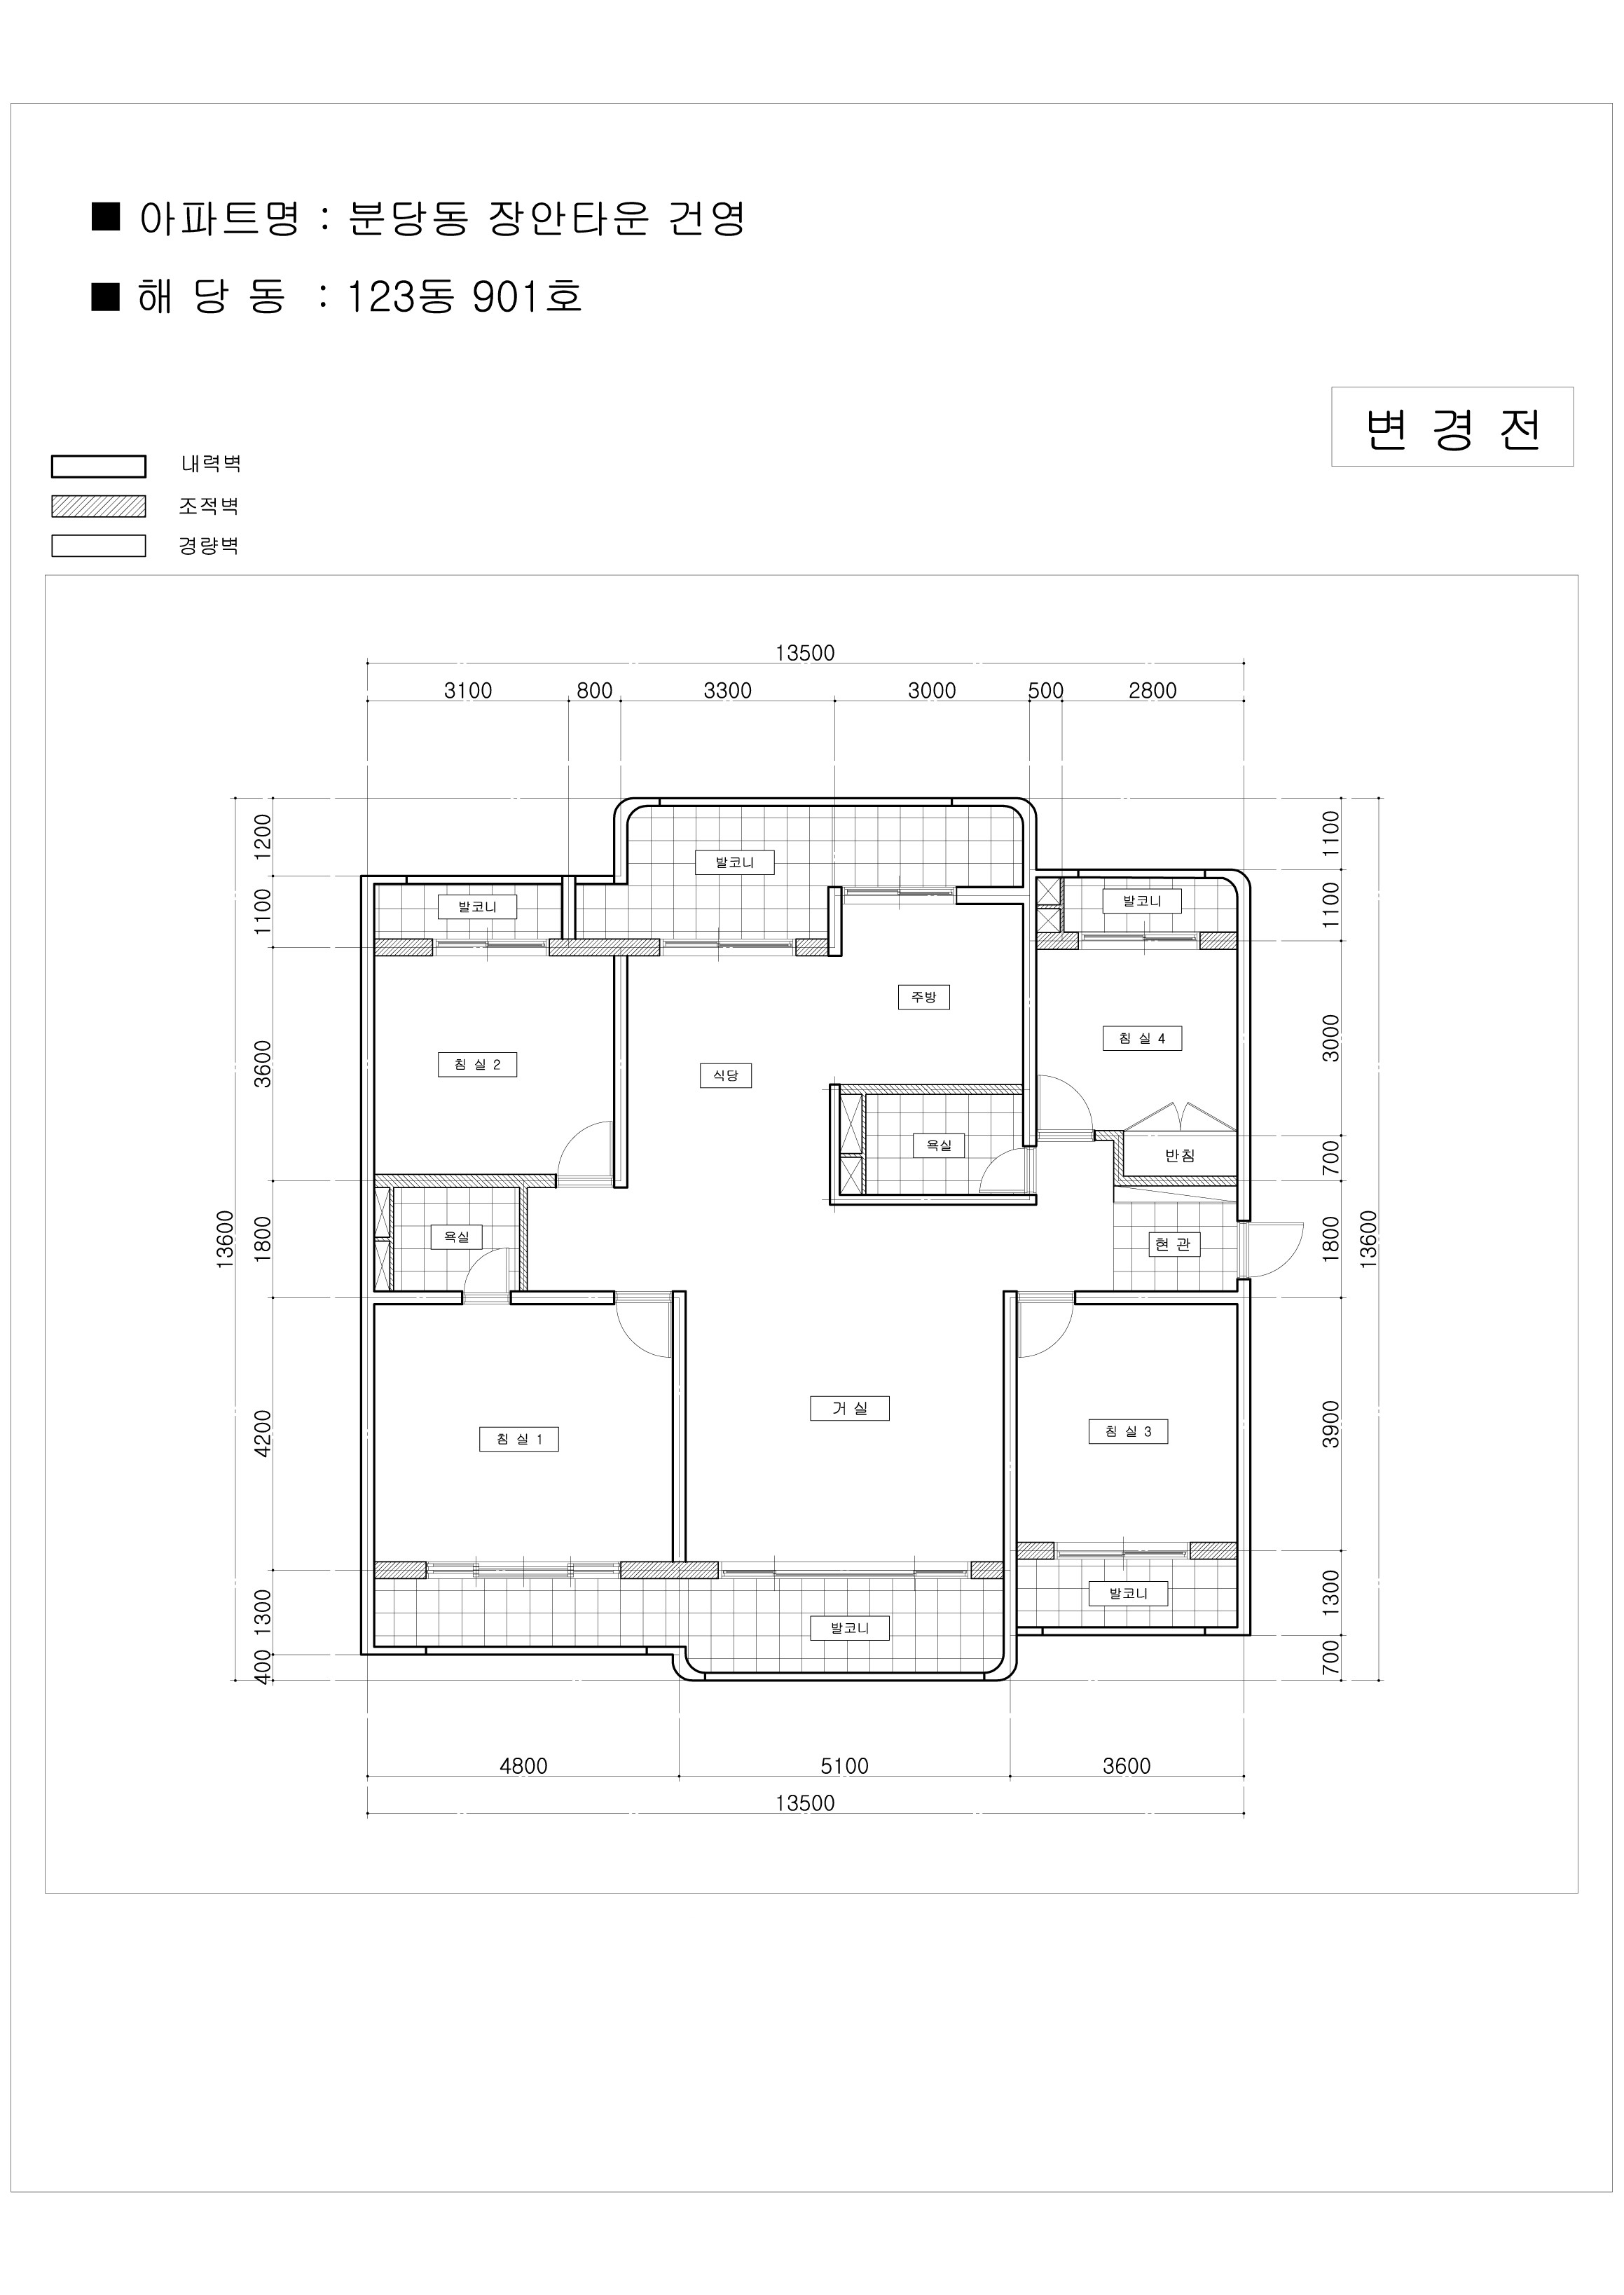 ■ 아파트명 : 분당동 장안타운 건영
■ 해 당 동 : 123동 901호
변 경 전
내력벽
조적벽
경량벽
13500
3100 800 3300 3000 500 2800
1200
1100
3600
1800
4200
1300
400
13600
1100
1100
3000
700
1800
3900
1300
700
13600
발코니
발코니
발코니
주방
침 실 4
침 실 2
식당
욕실
반침
욕실
현 관
거 실
침 실 3
침 실 1
발코니
발코니
4800 5100 3600
13500